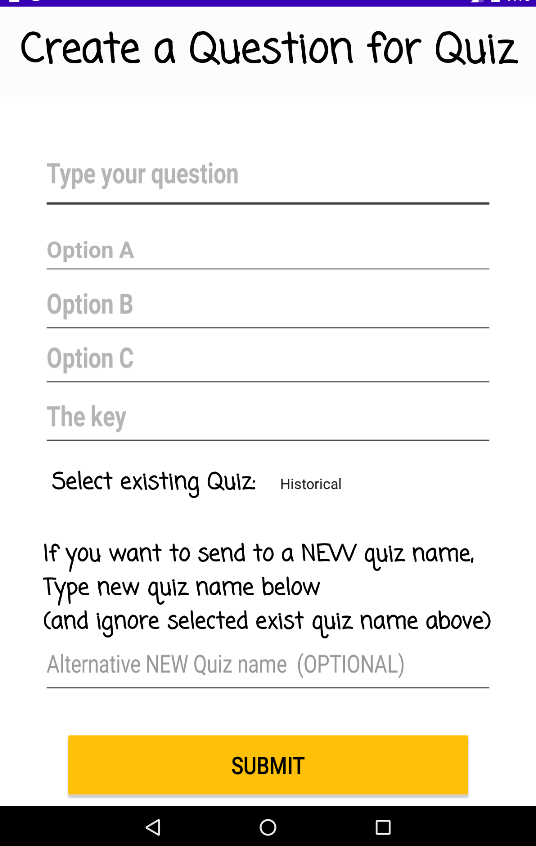 Create a Question for Quiz
Type your question
Option A
Option B
Option C
The key
Select existing Quiz: Historical
If you want to send to a NEW quiz name,
Type new quiz name below
(and ignore selected exist quiz name above)
Alternative NEW Quiz name (OPTIONAL)
SUBMIT